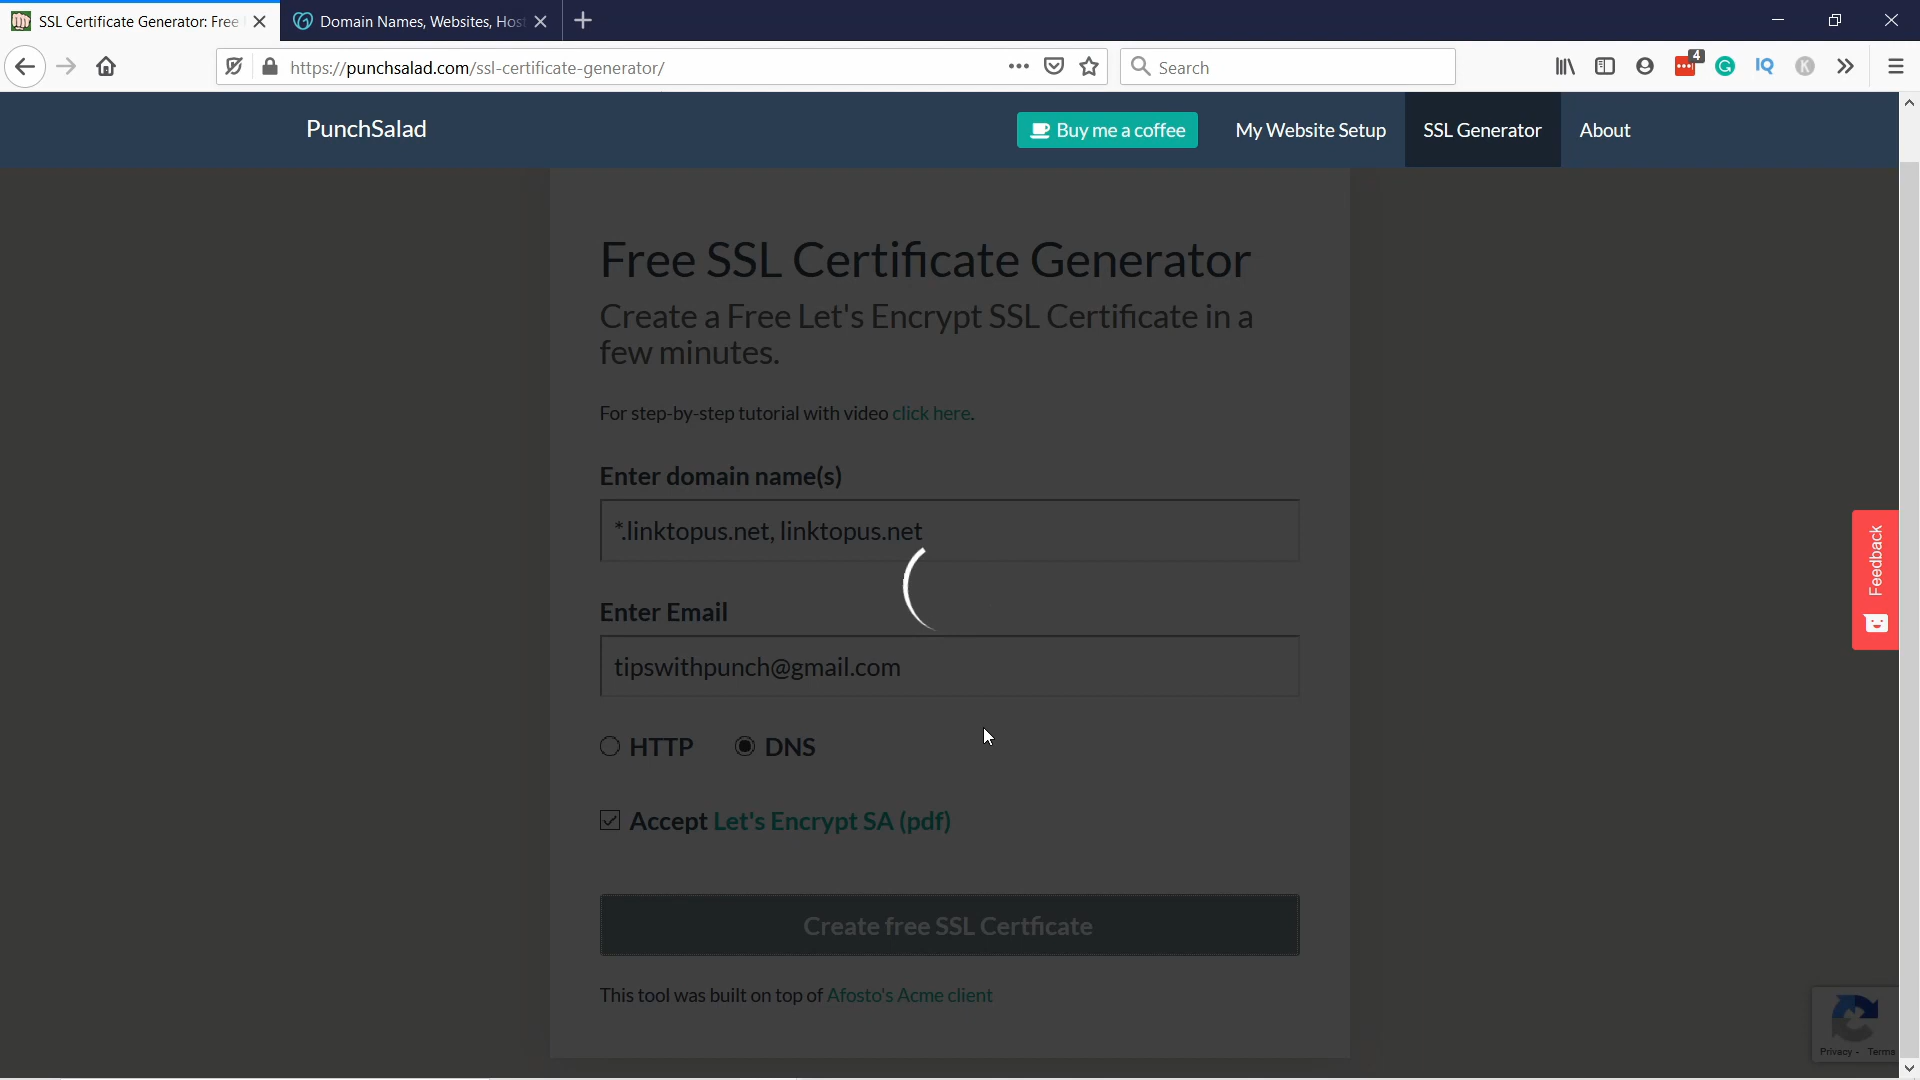 SSL Certificate Generator: Free
Domain Names, Websites, Host
https://punchsalad.com/ssl-certificate-generator/
Search
4
IQ
K
PunchSalad
Buy me a coffee
My Website Setup
SSL Generator
About
Free SSL Certificate Generator
Create a Free Let's Encrypt SSL Certificate in a
few minutes.
For step-by-step tutorial with video click here.
Enter domain name(s)
*.linktopus.net, linktopus.net
Enter Email
tipswithpunch@gmail.com
HTTP
DNS
Accept Let's Encrypt SA (pdf)
Create free SSL Certficate
This tool was built on top of Afosto's Acme client
Feedback
Privacy - Terms